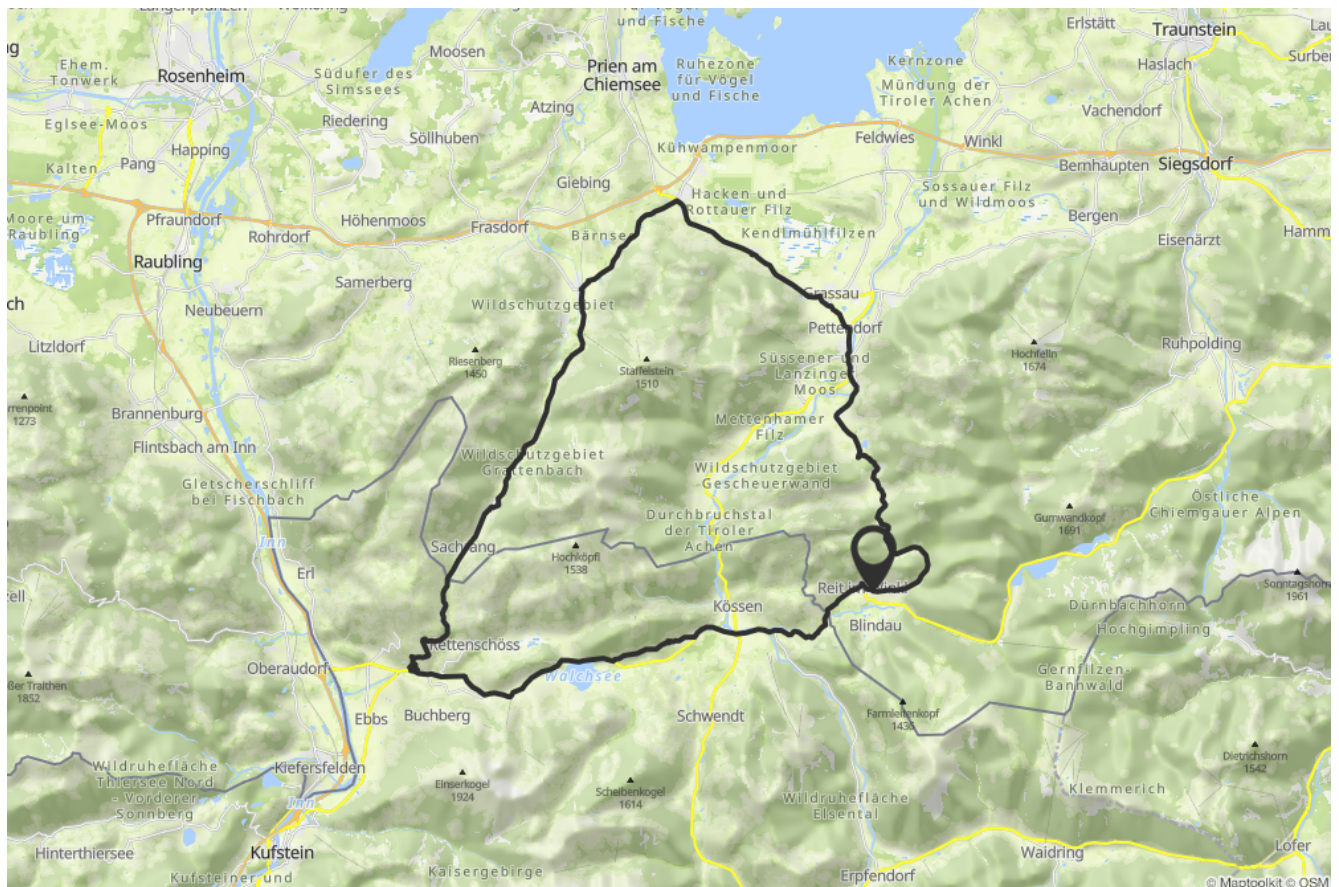 Prien am
Chiemsee
Ruhezone
für Vögel
und Fische
und Fische
Erlstätt
Traunstein
Haslach
Moosen
Ehem.
Tonwerk
Rosenheim
Südufer des
Simssees
Kernzone
Mündung der
Tiroler Achen
Vachendorf
Eglsee-Moos
Riedering
Atzing
Söllhuben
Happing
Pang
Kalten
Kühwampenmoor
Feldwies
Winkl
Bernhaupten
Siegsdorf
Giebing
Hacken und
Rottauer Filz
Sossauer Filz
und Wildmoos
Pfraundorf
Höhenmoos
Frasdorf
Rohrdorf
Kendlmühlfilzen
Bergen
Eisenärzt
Raubling
Samerberg
Neubeuern
Wildschutzgebiet
Pettendorf
Litzldorf
Riesenberg
1450
Staffelstein
1510
Süssener und
Lanzinger
Moos
Hochfelln
1674
Ruhpolding
1273
Brannenburg
Flintsbach am Inn
Mettenhamer
Filz
Wildschutzgebiet
Grattenbach
Wildschutzgebiet
Gescheuerwand
Gletscherschliff
bei Fischbach
Östliche
Chiemgauer Alpen
Durchbruchstal
der Tiroler
Achen
Gurnwandkopf
1691
Inn
Hochköpfl
1538
Erl
Sonntagshorn
1961
Kössen
Blindau
Dürnbachhorn
Hochgimpling
Rettenschöss
Oberaudorf
Walchsee
Gernfilzen-
Bannwald
1852
Ebbs
Buchberg
Schwendt
Farmleitenkopf
1436
Wildruhefläche
Thiersee Nord
- Vorderer
Sonnberg
Kiefersfelden
Inn
Einserkogel
1924
Scheibenkogel
1614
Wildruhefläche
Elsental
Klemmerich
Dietrichshorn
1542
Hinterthiersee
Kufstein
Kaisergebirge
Kufsteiner und
Waidring
Lofer
Erpfendorf
© Maptoolkit © OSM